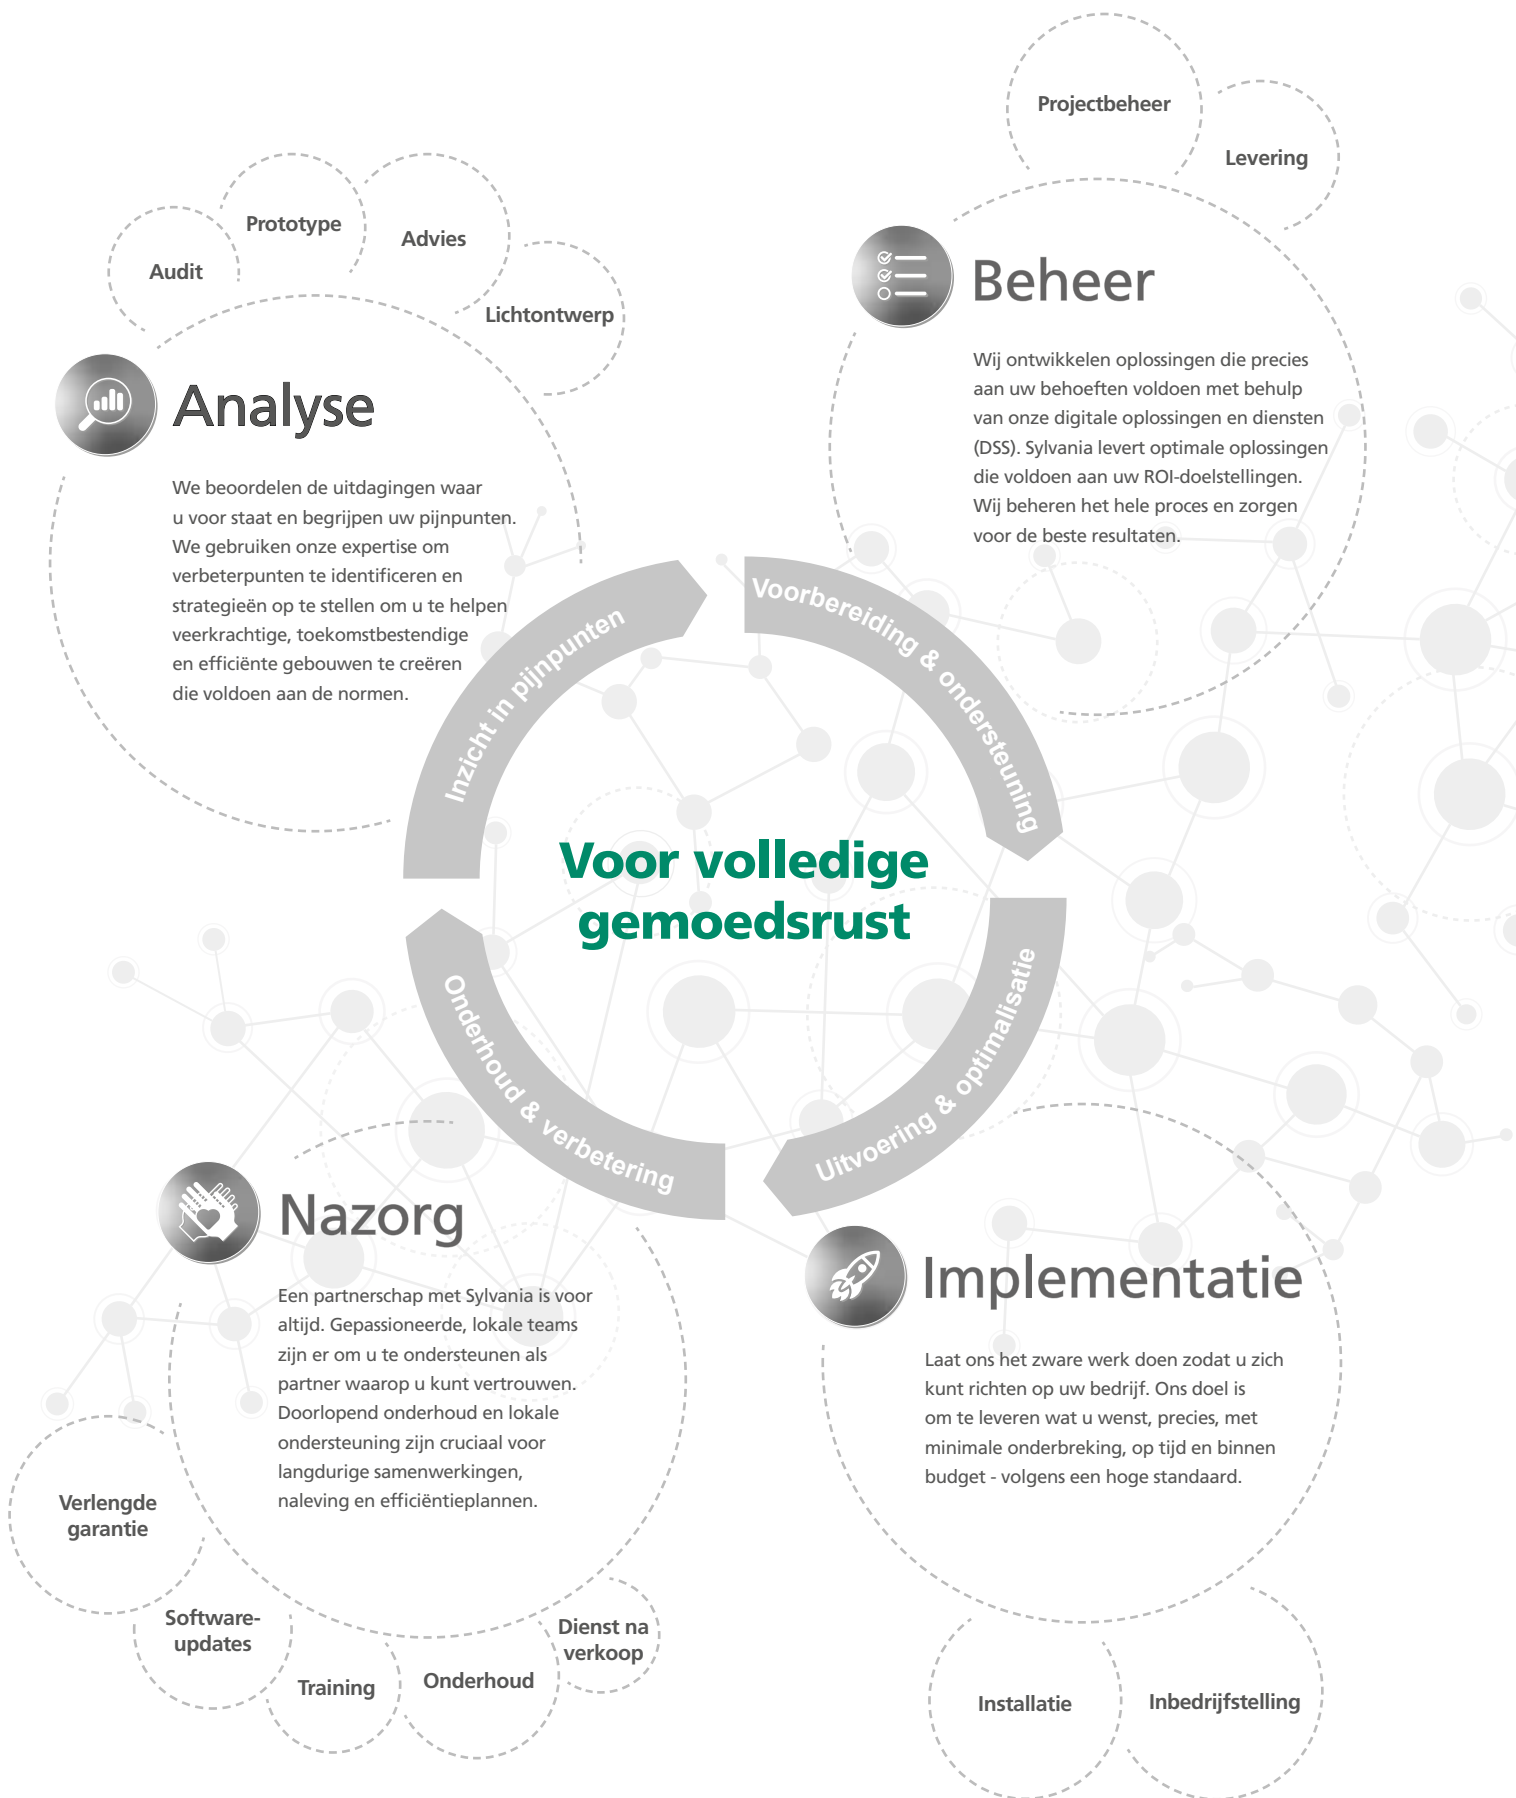 Projectbeheer
Levering
Audit
Prototype
Advies
Lichtontwerp
Analyse
We beoordelen de uitdagingen waar
u voor staat en begrijpen uw pijnpunten.
We gebruiken onze expertise om
verbeterpunten te identificeren en
strategieën op te stellen om u te helpen
veerkrachtige, toekomstbestendige
en efficiënte gebouwen te creëren
die voldoen aan de normen.
Beheer
Wij ontwikkelen oplossingen die precies
aan uw behoeften voldoen met behulp
van onze digitale oplossingen en diensten
(DSS). Sylvania levert optimale oplossingen
die voldoen aan uw ROI-doelstellingen.
Wij beheren het hele proces en zorgen
voor de beste resultaten.
Inzicht in pijnpunten
Voorbereiding & ondersteuning
Voor volledige
gemoedsrust
Onderhoud & verbetering
Uitvoering & optimalisatie
Nazorg
Een partnerschap met Sylvania is voor
altijd. Gepassioneerde, lokale teams
zijn er om u te ondersteunen als
partner waarop u kunt vertrouwen.
Doorlopend onderhoud en lokale
ondersteuning zijn cruciaal voor
langdurige samenwerkingen,
naleving en efficiëntieplannen.
Implementatie
Laat ons het zware werk doen zodat u zich
kunt richten op uw bedrijf. Ons doel is
om te leveren wat u wenst, precies, met
minimale onderbreking, op tijd en binnen
budget - volgens een hoge standaard.
Verlengde
garantie
Software-
updates
Training
Onderhoud
Dienst na
verkoop
Installatie
Inbedrijfstelling